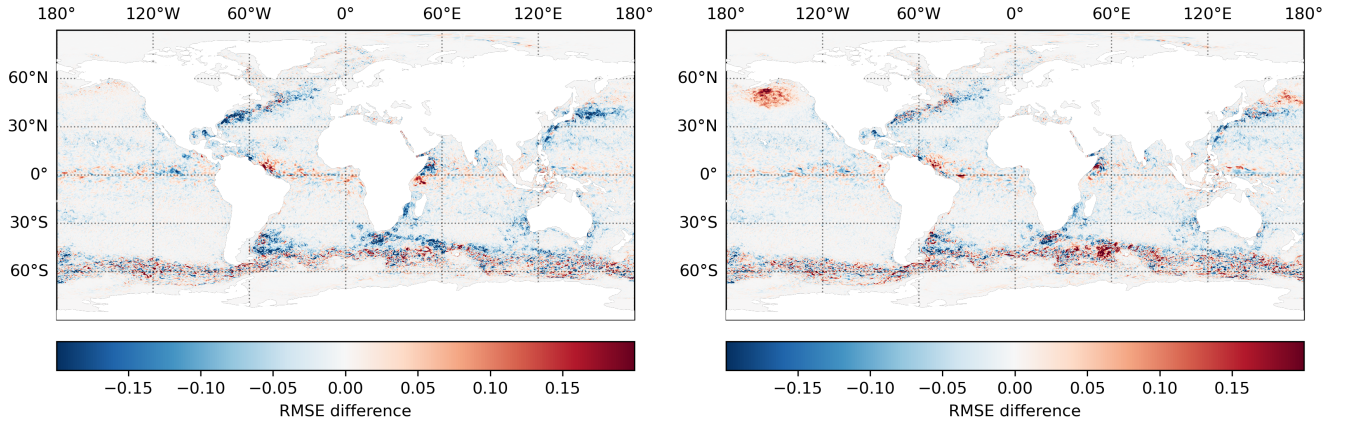 180° 120°W 60°W 0° 60°E 120°E 180° 180° 120°W 60°W 0° 60°E 120°E 180°
60°N 60°N
30°N 30°N
0° 0°
30°S 30°S
60°S 60°S
−0.15 −0.10 −0.05 0.00 0.05 0.10 0.15 −0.15 −0.10 −0.05 0.00 0.05 0.10 0.15
RMSE difference RMSE difference